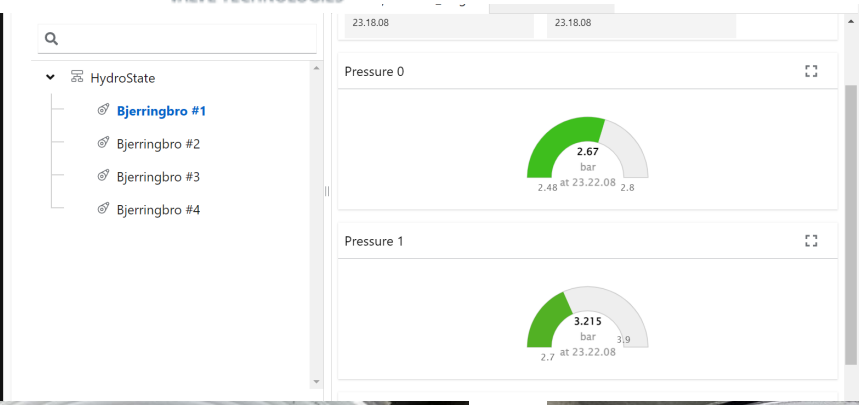 VALVE TECHNOLOGIES
23.18.08
23.18.08
HydroState
Bjerringbro #1
Bjerringbro #2
Bjerringbro #3
Bjerringbro #4
Pressure 0
2.67
bar
2.48 at 23.22.08 2.8
Pressure 1
3.215
bar 3.9
2.7 at 23.22.08